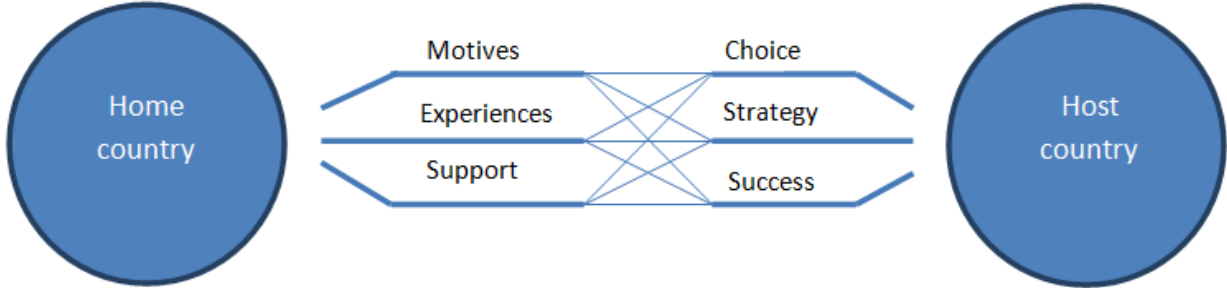 Home
country
Motives
Experiences
Support
Choice
Strategy
Success
Host
country